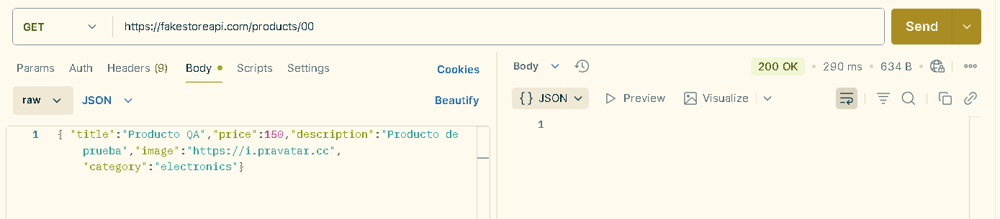 GET https://fakestoreapi.com/products/00 Send
Params Auth Headers (9) Body Scripts Settings Cookies
Body 200 OK • 290 ms • 634 B •
raw JSON Beautify
{} JSON Preview Visualize
1 { "title":"Producto QA","price":150,"description":"Producto de
prueba","image":"https://i.pravatar.cc",
"category":"electronics"}
1